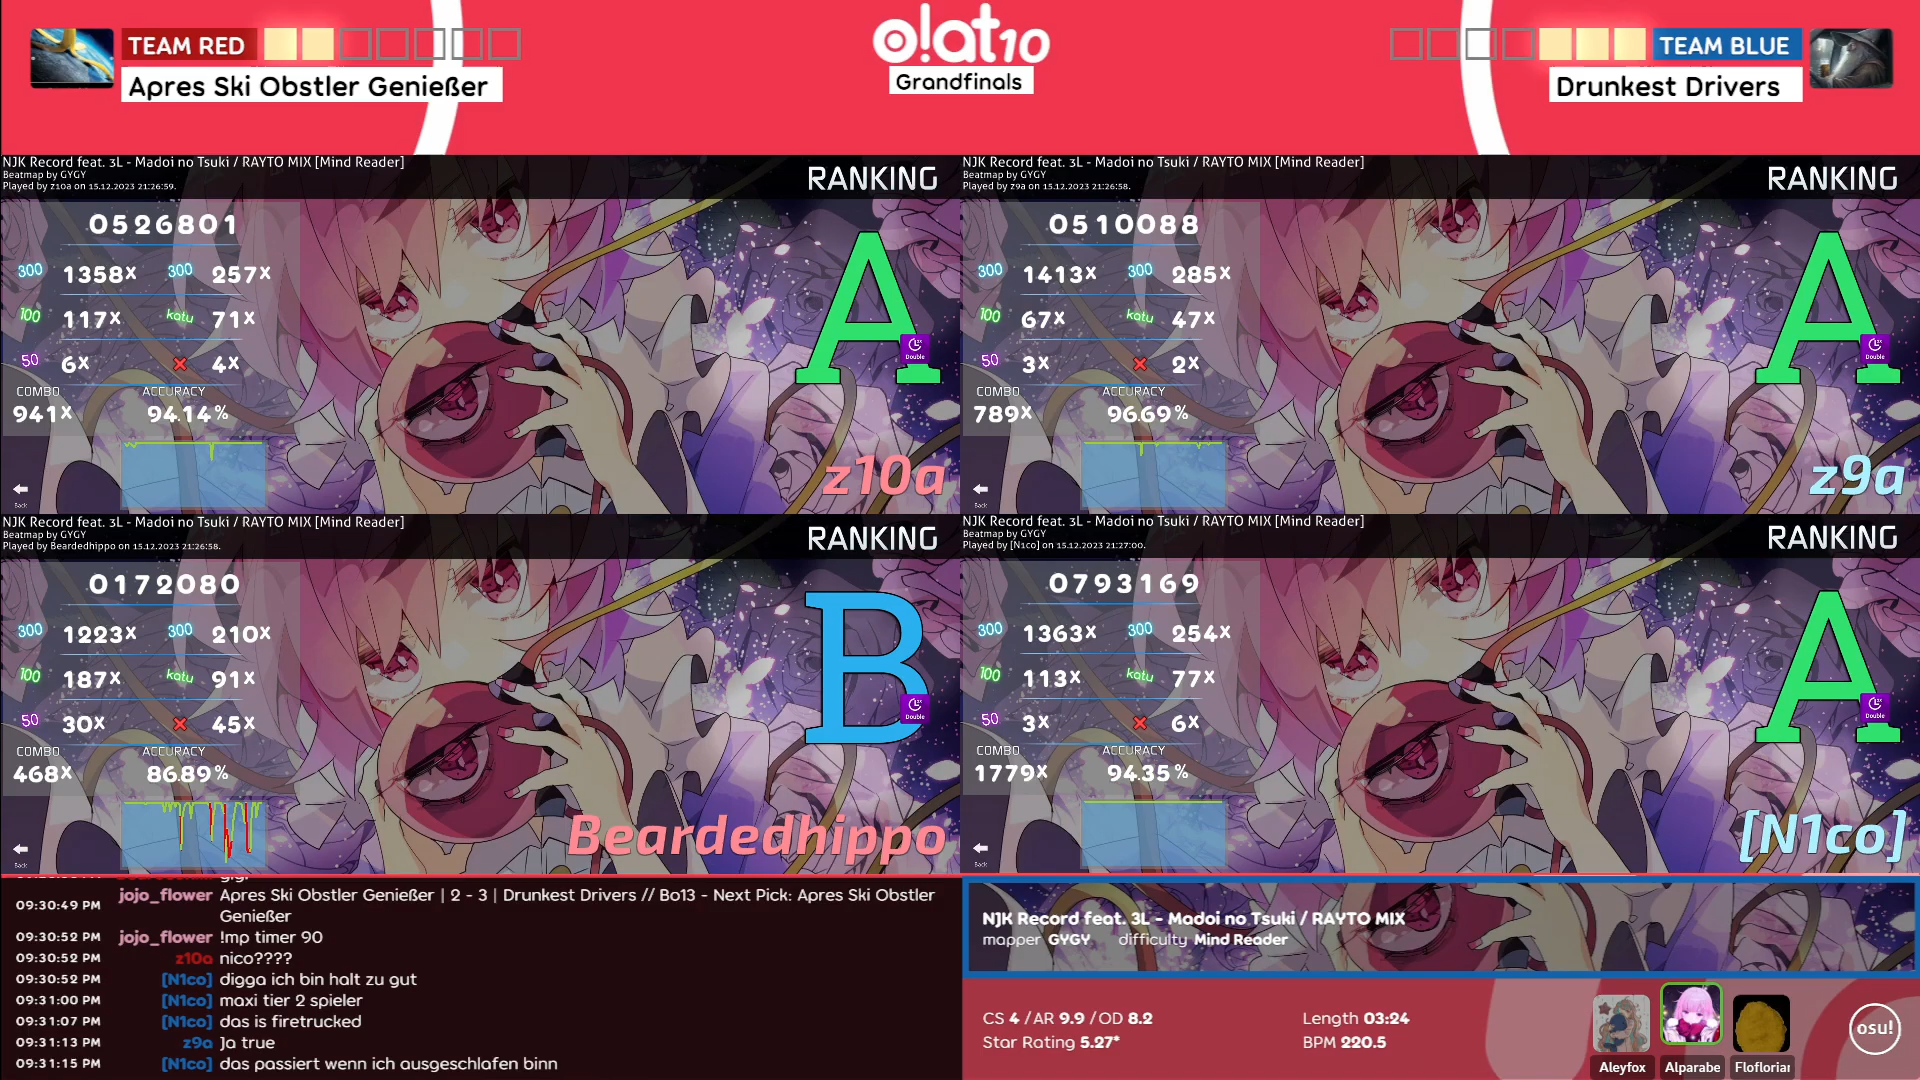 TEAM RED
Apres Ski Obstler Genießer
o!at10
Grandfinals
TEAM BLUE
Drunkest Drivers
NJK Record feat. 3L - Madoi no Tsuki / RAYTO MIX [Mind Reader]
Beatmap by GYGY
Played by z10a on 15.12.2023 21:26:59.
RANKING
0526801
300 1358x 300 257x
100 117x katu 71x
50 6x 4x
COMBO ACCURACY
941x 94.14%
Double
Back
z10a
NJK Record feat. 3L - Madoi no Tsuki / RAYTO MIX [Mind Reader]
Beatmap by GYGY
Played by z9a on 15.12.2023 21:26:58.
RANKING
0510088
300 1413x 300 285x
100 67x katu 47x
50 3x 2x
COMBO ACCURACY
789x 96.69%
Double
Back
z9a
NJK Record feat. 3L - Madoi no Tsuki / RAYTO MIX [Mind Reader]
Beatmap by GYGY
Played by Beardedhippo on 15.12.2023 21:26:58.
RANKING
0172080
300 1223x 300 210x
100 187x katu 91x
50 30x 45x
COMBO ACCURACY
468x 86.89%
Double
Back
Beardedhippo
NJK Record feat. 3L - Madoi no Tsuki / RAYTO MIX [Mind Reader]
Beatmap by GYGY
Played by [N1co] on 15.12.2023 21:27:00.
RANKING
0793169
300 1363x 300 254x
100 113x katu 77x
50 3x 6x
COMBO ACCURACY
1779x 94.35%
Double
Back
[N1co]
09:30:49 PM jojo_flower Apres Ski Obstler Genießer | 2 - 3 | Drunkest Drivers // Bo13 - Next Pick: Apres Ski Obstler
Genießer
09:30:52 PM jojo_flower !mp timer 90
09:30:52 PM z10a nico????
09:30:52 PM [N1co] digga ich bin halt zu gut
09:31:00 PM [N1co] maxi tier 2 spieler
09:31:07 PM [N1co] das is firetrucked
09:31:13 PM z9a Ja true
09:31:15 PM [N1co] das passiert wenn ich ausgeschlafen binn
NJK Record feat. 3L - Madoi no Tsuki / RAYTO MIX
mapper GYGY difficulty Mind Reader
CS 4 / AR 9.9 / OD 8.2
Star Rating 5.27*
Length 03:24
BPM 220.5
Aleyfox
Alparabe
Floflorian
osu!